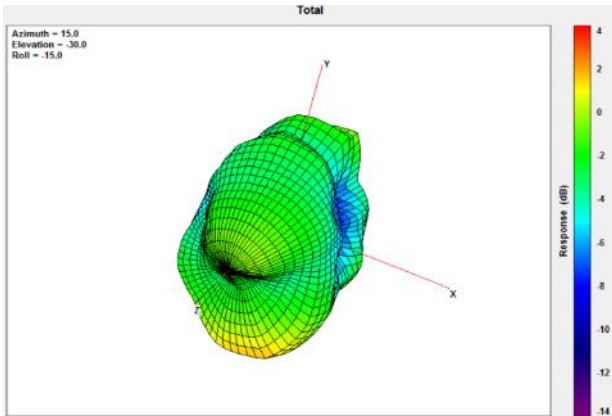 Total
Azimuth = 15.0
Elevation = -30.0
Roll = -15.0
Y
X
Z
Response (dB)
4
2
0
-2
-4
-6
-8
-10
-12
-14